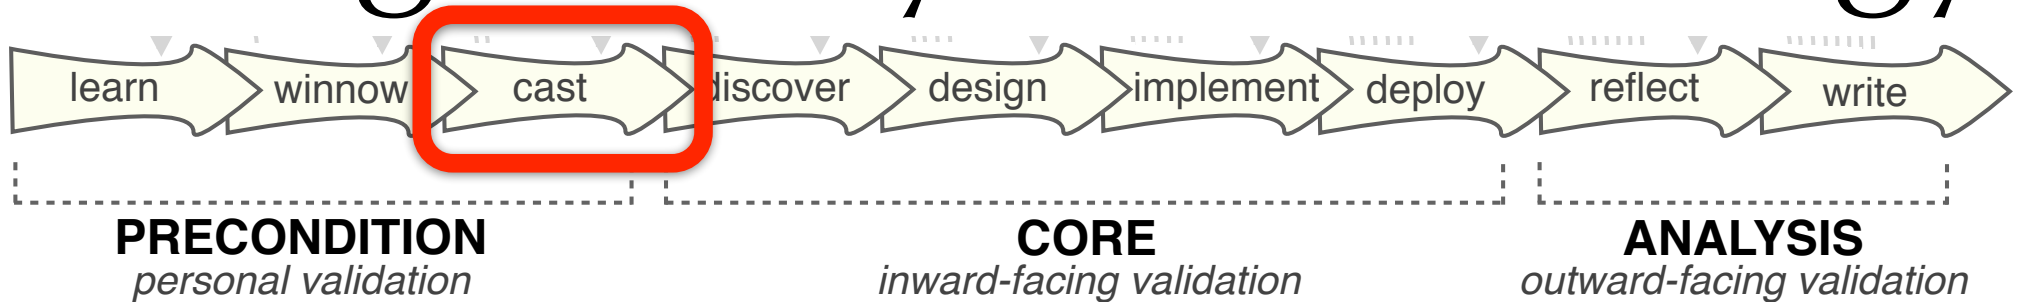 learn winnow cast discover design implement deploy reflect write
PRECONDITION CORE ANALYSIS
personal validation inward-facing validation outward-facing validation